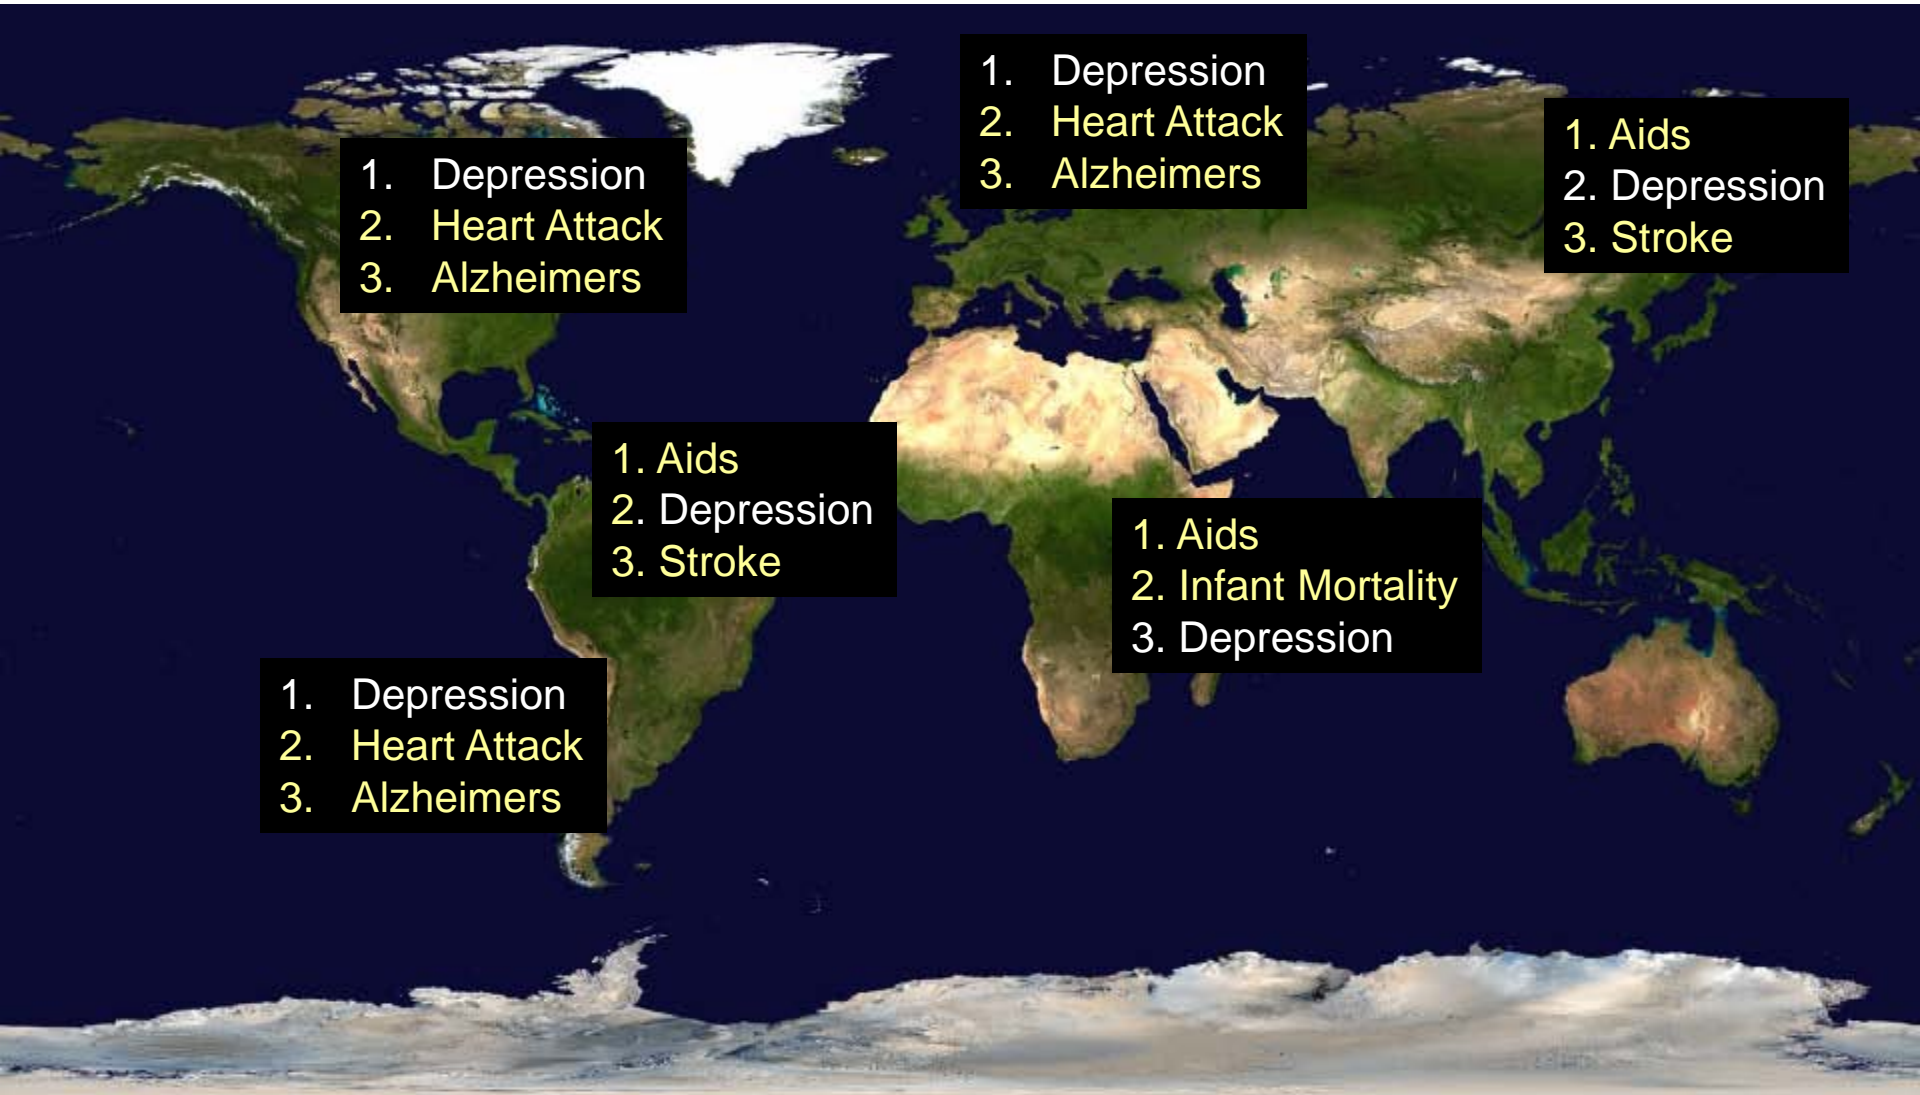 1. Depression
2. Heart Attack
3. Alzheimers
1. Depression
2. Heart Attack
3. Alzheimers
1. Aids
2. Depression
3. Stroke
1. Aids
2. Depression
3. Stroke
1. Aids
2. Infant Mortality
3. Depression
1. Depression
2. Heart Attack
3. Alzheimers